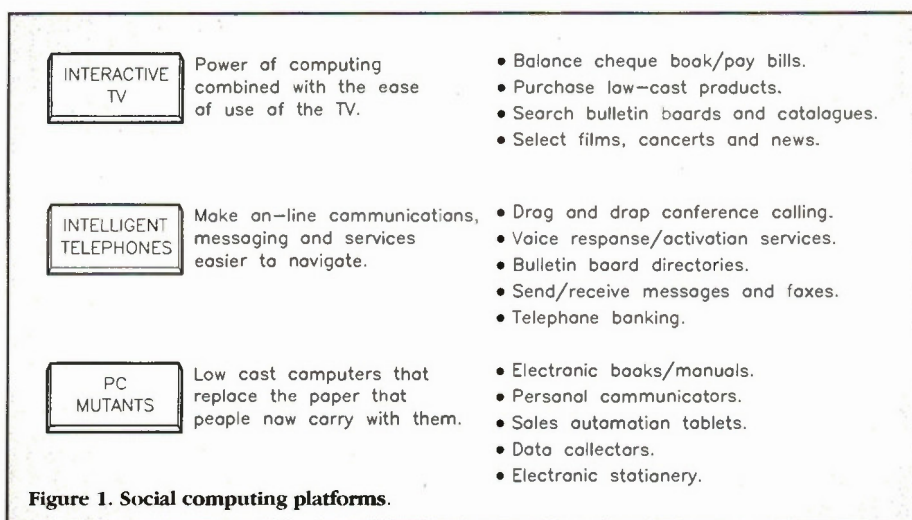 INTERACTIVE
TV
Power of computing
combined with the ease
of use of the TV.
• Balance cheque book/pay bills.
• Purchase low-cost products.
• Search bulletin boards and catalogues.
• Select films, concerts and news.
INTELLIGENT
TELEPHONES
Make on-line communications,
messaging and services
easier to navigate.
• Drag and drop conference calling.
• Voice response/activation services.
• Bulletin board directories.
• Send/receive messages and faxes.
• Telephone banking.
PC
MUTANTS
Low cost computers that
replace the paper that
people now carry with them.
• Electronic books/manuals.
• Personal communicators.
• Sales automation tablets.
• Data collectors.
• Electronic stationery.
Figure 1. Social computing platforms.